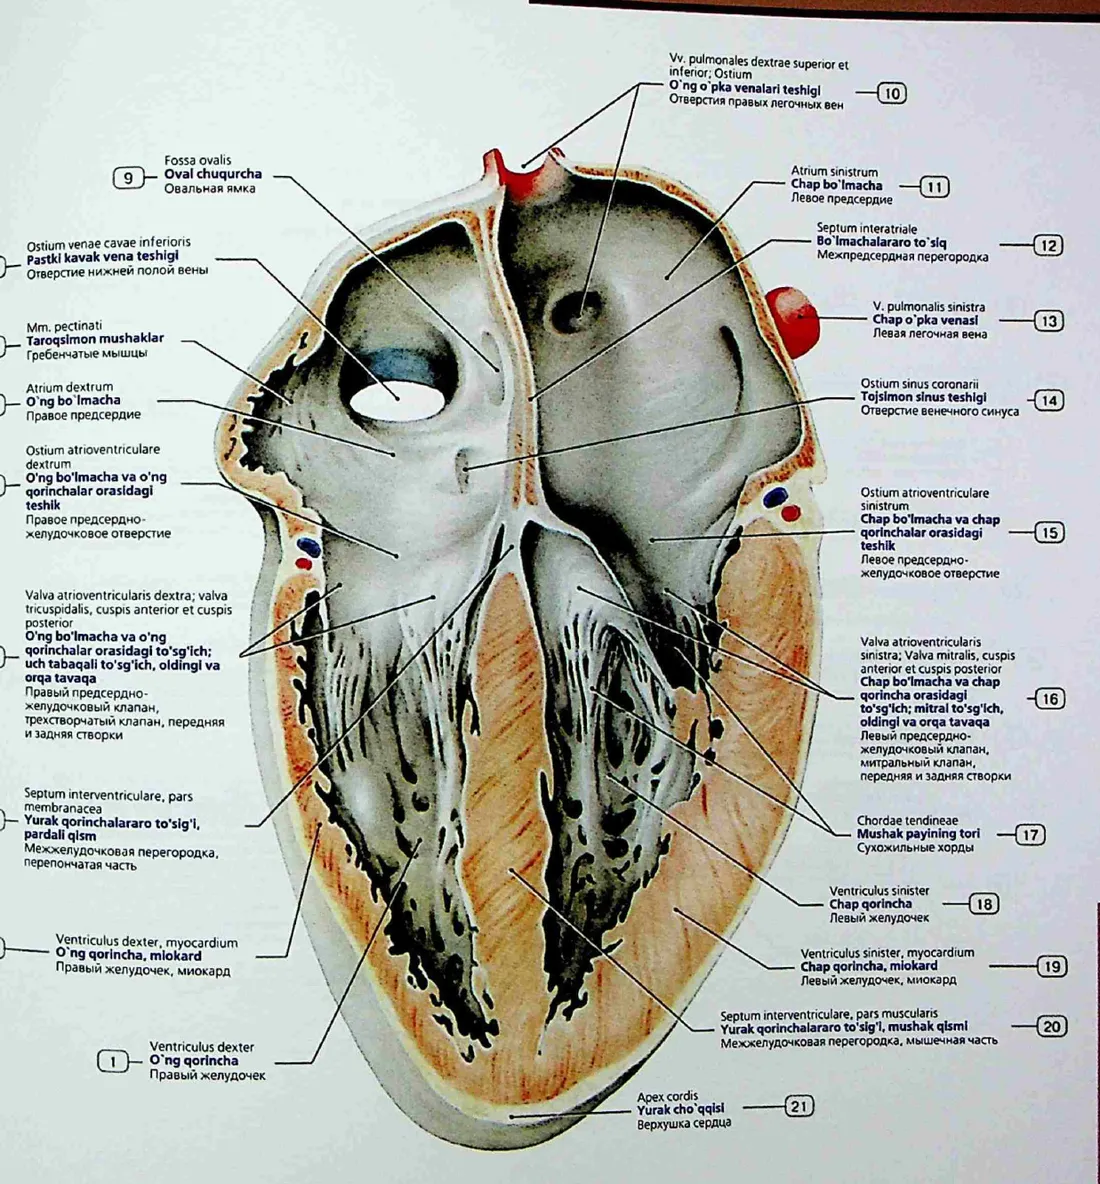 Vv. pulmonales dextrae superior et
inferior; Ostium
O`ng o`pka venalari teshigi
Отверстия правых легочных вен
10
Fossa ovalis
Oval chuqurcha
Овальная ямка
9
Atrium sinistrum
Chap bo`lmacha
Левое предсердие
11
Septum interatriale
Bo`lmachalararo to`siq
Межпредсердная перегородка
12
Ostium venae cavae inferioris
Pastki kavak vena teshigi
Отверстие нижней полой вены
V. pulmonalis sinistra
Chap o`pka venasi
Левая легочная вена
13
Mm. pectinati
Taroqsimon mushaklar
Гребенчатые мышцы
Atrium dextrum
O`ng bo`lmacha
Правое предсердие
Ostium sinus coronarii
Tojsimon sinus teshigi
Отверстие венечного синуса
14
Ostium atrioventriculare
dextrum
O'ng bo'lmacha va o'ng
qorinchalar orasidagi
teshik
Правое предсердно-
желудочковое отверстие
Ostium atrioventriculare
sinistrum
Chap bo'lmacha va chap
qorinchalar orasidagi
teshik
Левое предсердно-
желудочковое отверстие
15
Valva atrioventricularis dextra; valva
tricuspidalis, cuspis anterior et cuspis
posterior
O'ng bo'lmacha va o'ng
qorinchalar orasidagi to'sg'ich;
uch tabaqali to'sg'ich, oldingi va
orqa tavaqa
Правый предсердно-
желудочковый клапан,
трехстворчатый клапан, передняя
и задняя створки
Valva atrioventricularis
sinistra; Valva mitralis, cuspis
anterior et cuspis posterior
Chap bo'lmacha va chap
qorincha orasidagi
to'sg'ich; mitral to'sg'ich,
oldingi va orqa tavaqa
Левый предсердно-
желудочковый клапан,
митральный клапан,
передняя и задняя створки
16
Septum interventriculare, pars
membranacea
Yurak qorinchalararo to'sig'i,
pardali qism
Межжелудочковая перегородка,
перепончатая часть
Chordae tendineae
Mushak payining tori
Сухожильные хорды
17
Ventriculus sinister
Chap qorincha
Левый желудочек
18
Ventriculus dexter, myocardium
O`ng qorincha, miokard
Правый желудочек, миокард
Ventriculus sinister, myocardium
Chap qorincha, miokard
Левый желудочек, миокард
19
Septum interventriculare, pars muscularis
Yurak qorinchalararo to'sig'i, mushak qismi
Межжелудочковая перегородка, мышечная часть
20
Ventriculus dexter
O`ng qorincha
Правый желудочек
1
Apex cordis
Yurak cho`qqisi
Верхушка сердца
21